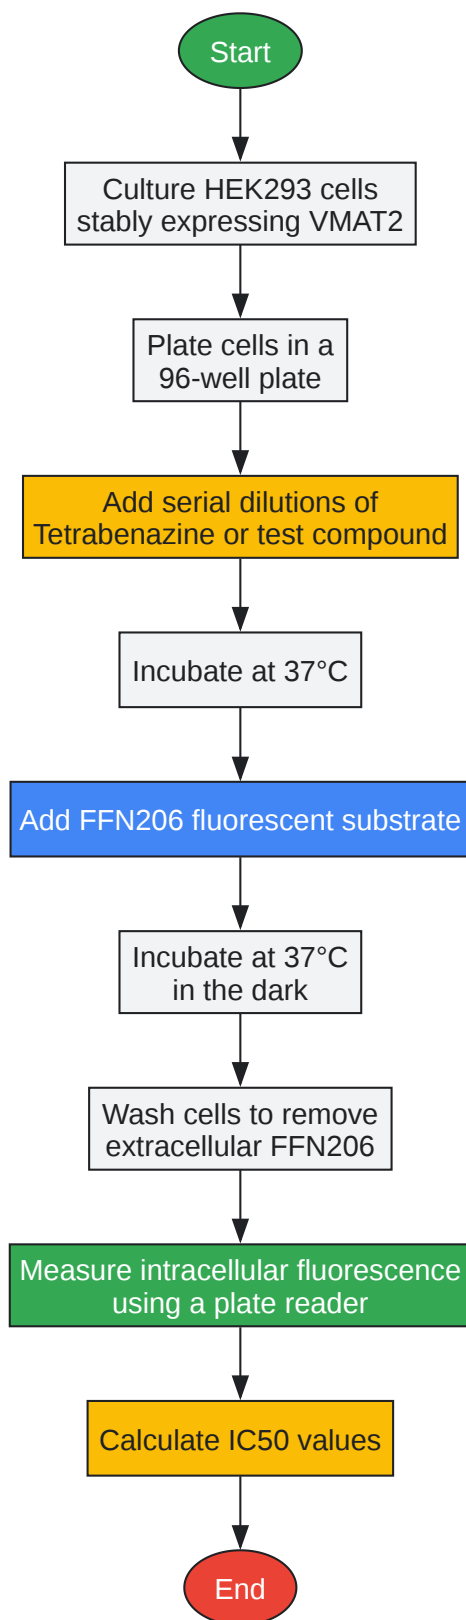 Start
Culture HEK293 cells
stably expressing VMAT2
Plate cells in a
96-well plate
Add serial dilutions of
Tetrabenazine or test compound
Incubate at 37°C
Add FFN206 fluorescent substrate
Incubate at 37°C
in the dark
Wash cells to remove
extracellular FFN206
Measure intracellular fluorescence
using a plate reader
Calculate IC50 values
End